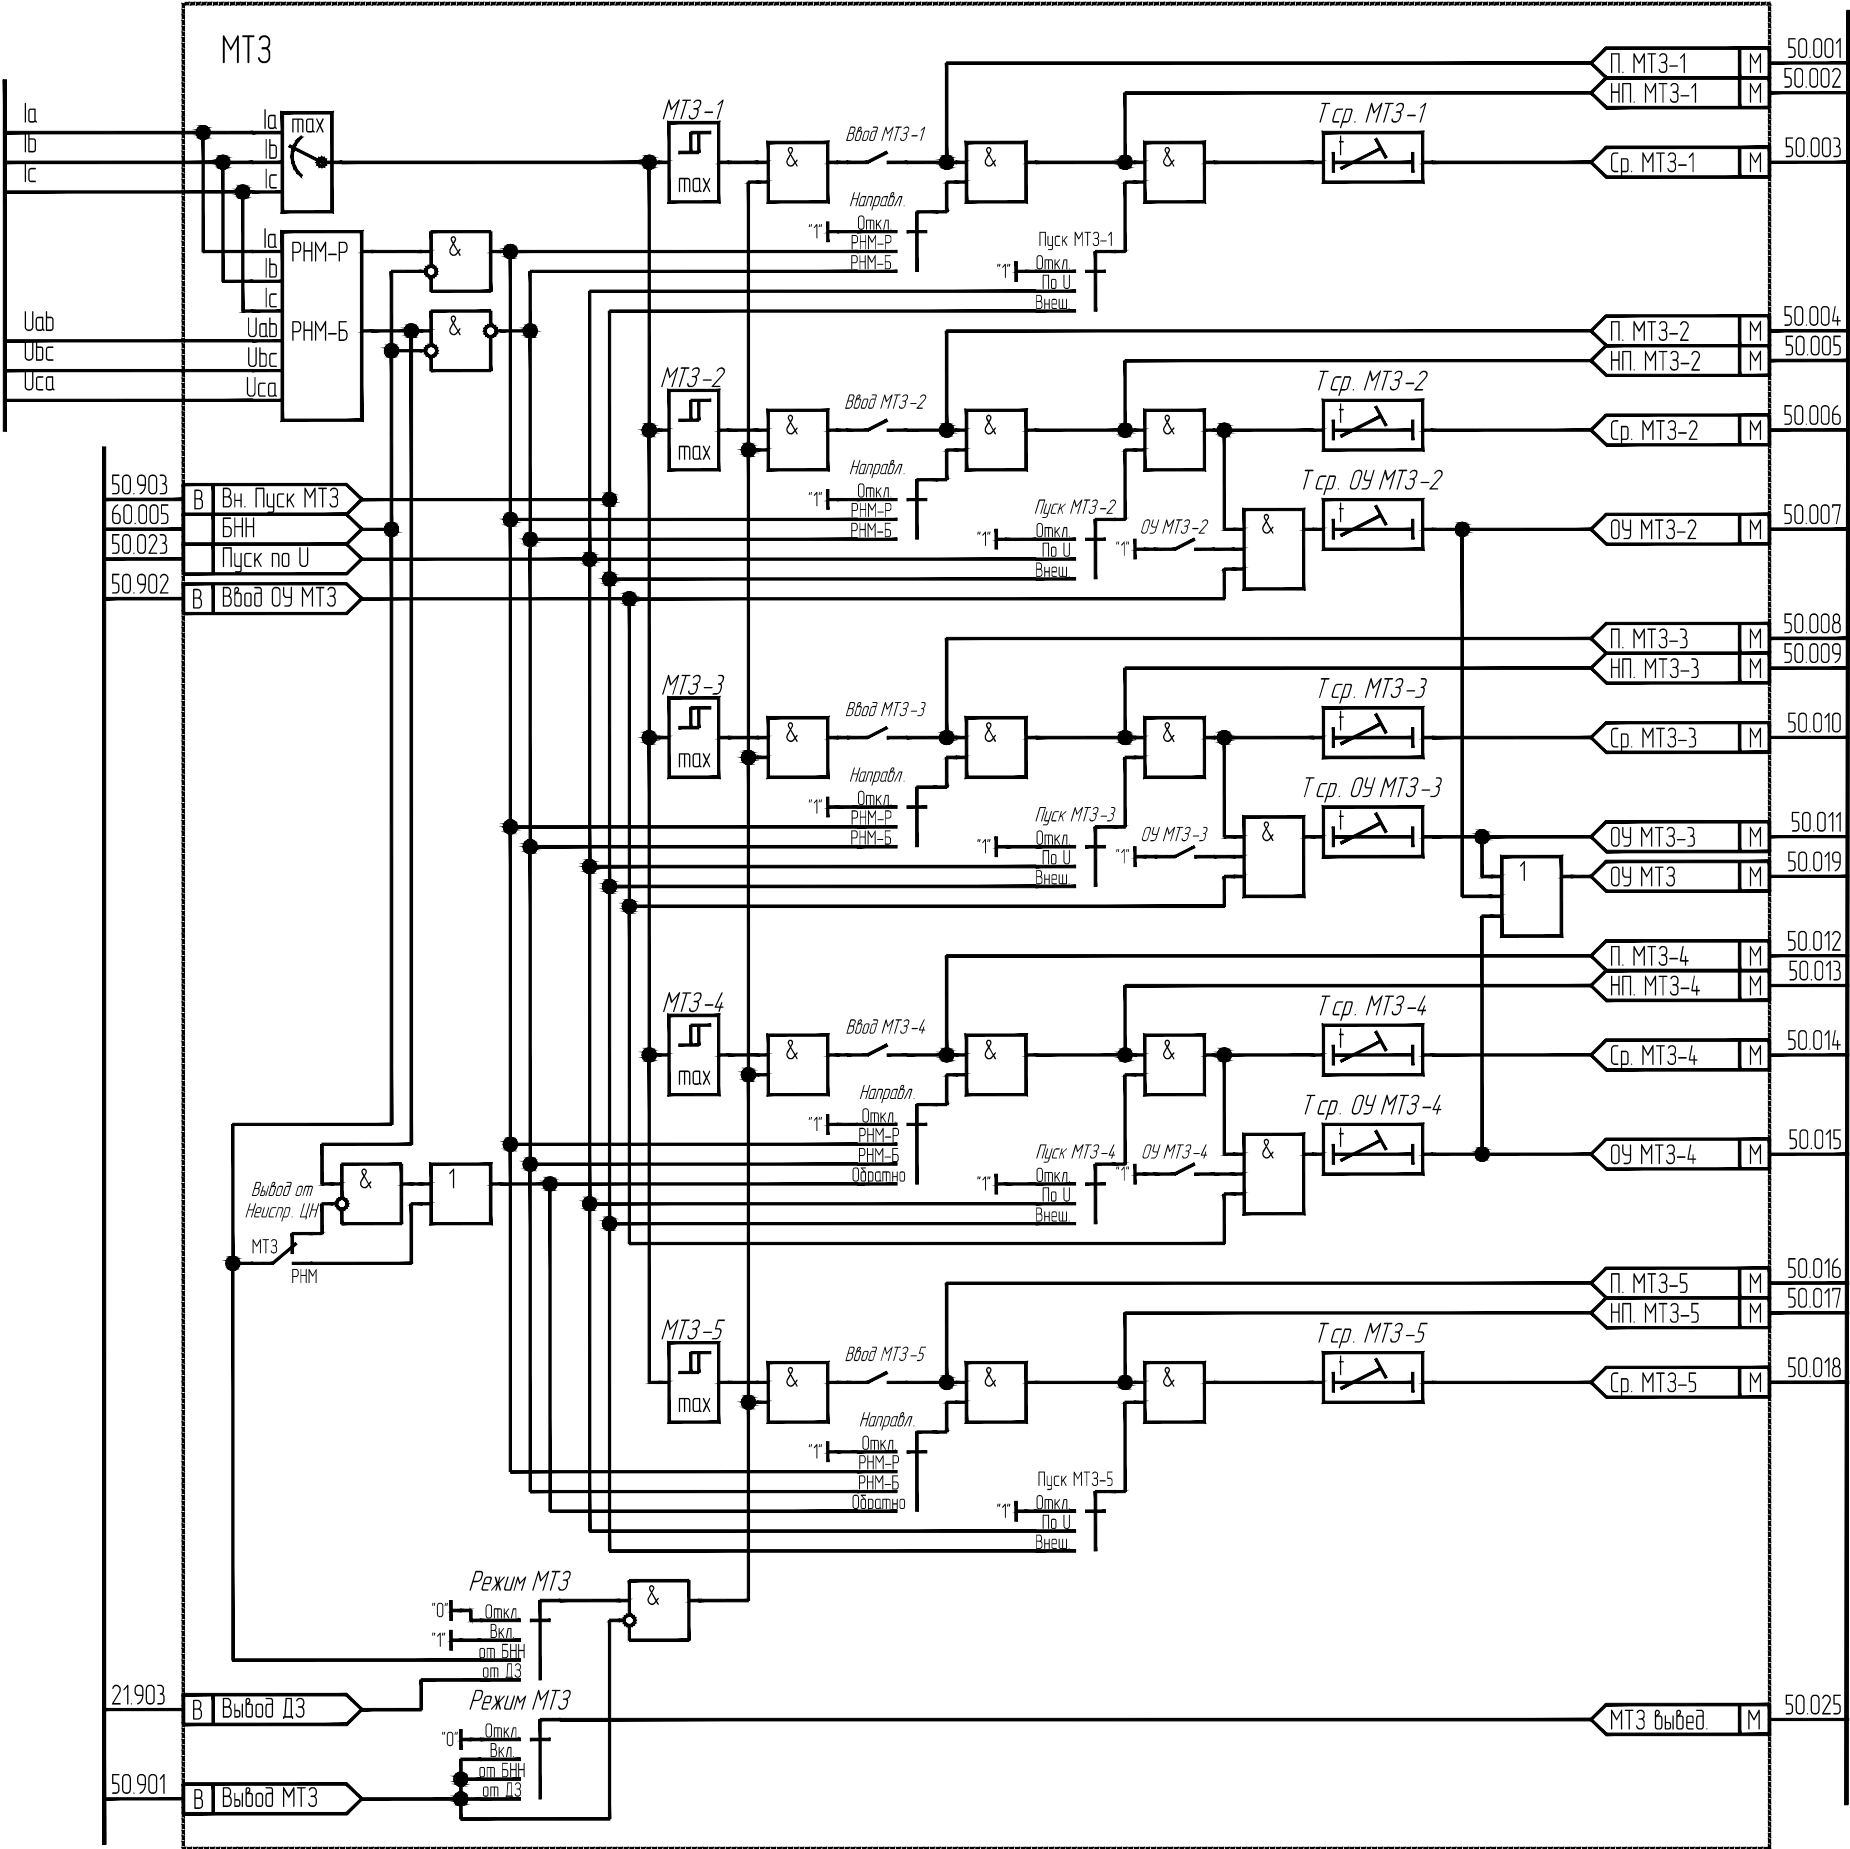 МТЗ
Ia
Ib
Ic
Uab
Ubc
Uca
Ia
Ib
Ic
max
Ia
Ib
Ic
Uab
Ubc
Uca
РНМ-Р
РНМ-Б
&
&
50.903 В Вн. Пуск МТЗ
60.005 БНН
50.023 Пуск по U
50.902 В Ввод ОУ МТЗ
МТЗ-1
max
&
Ввод МТЗ-1
&
&
Направл.
"1" Откл.
РНМ-Р
РНМ-Б
Пуск МТЗ-1
"1" Откл.
По U
Внеш.
Т ср. МТЗ-1
t
П. МТЗ-1 М 50.001
НП. МТЗ-1 М 50.002
Ср. МТЗ-1 М 50.003
МТЗ-2
max
&
Ввод МТЗ-2
&
&
Направл.
"1" Откл.
РНМ-Р
РНМ-Б
Пуск МТЗ-2
"1" Откл.
По U
Внеш.
ОУ МТЗ-2
"1"
&
Т ср. МТЗ-2
t
Т ср. ОУ МТЗ-2
t
П. МТЗ-2 М 50.004
НП. МТЗ-2 М 50.005
Ср. МТЗ-2 М 50.006
ОУ МТЗ-2 М 50.007
МТЗ-3
max
&
Ввод МТЗ-3
&
&
Направл.
"1" Откл.
РНМ-Р
РНМ-Б
Пуск МТЗ-3
"1" Откл.
По U
Внеш.
ОУ МТЗ-3
"1"
&
Т ср. МТЗ-3
t
Т ср. ОУ МТЗ-3
t
1
П. МТЗ-3 М 50.008
НП. МТЗ-3 М 50.009
Ср. МТЗ-3 М 50.010
ОУ МТЗ-3 М 50.011
ОУ МТЗ М 50.019
МТЗ-4
max
&
Ввод МТЗ-4
&
&
Направл.
"1" Откл.
РНМ-Р
РНМ-Б
Обратно
Пуск МТЗ-4
"1" Откл.
По U
Внеш.
ОУ МТЗ-4
"1"
&
Т ср. МТЗ-4
t
Т ср. ОУ МТЗ-4
t
П. МТЗ-4 М 50.012
НП. МТЗ-4 М 50.013
Ср. МТЗ-4 М 50.014
ОУ МТЗ-4 М 50.015
Вывод от
Неиспр. ЦН
&
1
МТЗ
РНМ
МТЗ-5
max
&
Ввод МТЗ-5
&
&
Направл.
"1" Откл.
РНМ-Р
РНМ-Б
Обратно
Пуск МТЗ-5
"1" Откл.
По U
Внеш.
Т ср. МТЗ-5
t
П. МТЗ-5 М 50.016
НП. МТЗ-5 М 50.017
Ср. МТЗ-5 М 50.018
Режим МТЗ
"0" Откл.
"1" Вкл.
от БНН
от ДЗ
&
21.903 В Вывод ДЗ
Режим МТЗ
"0" Откл.
Вкл.
от БНН
от ДЗ
50.901 В Вывод МТЗ
МТЗ вывед. М 50.025